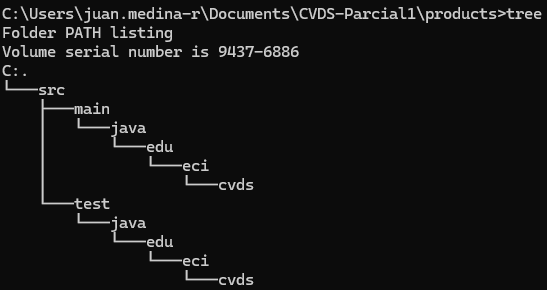 C:\Users\juan.medina-r\Documents\CVDS-Parcial1\products>tree
Folder PATH listing
Volume serial number is 9437-6886
C:.
└───src
    ├───main
    │   └───java
    │       └───edu
    │           └───eci
    │               └───cvds
    └───test
        └───java
            └───edu
                └───eci
                    └───cvds